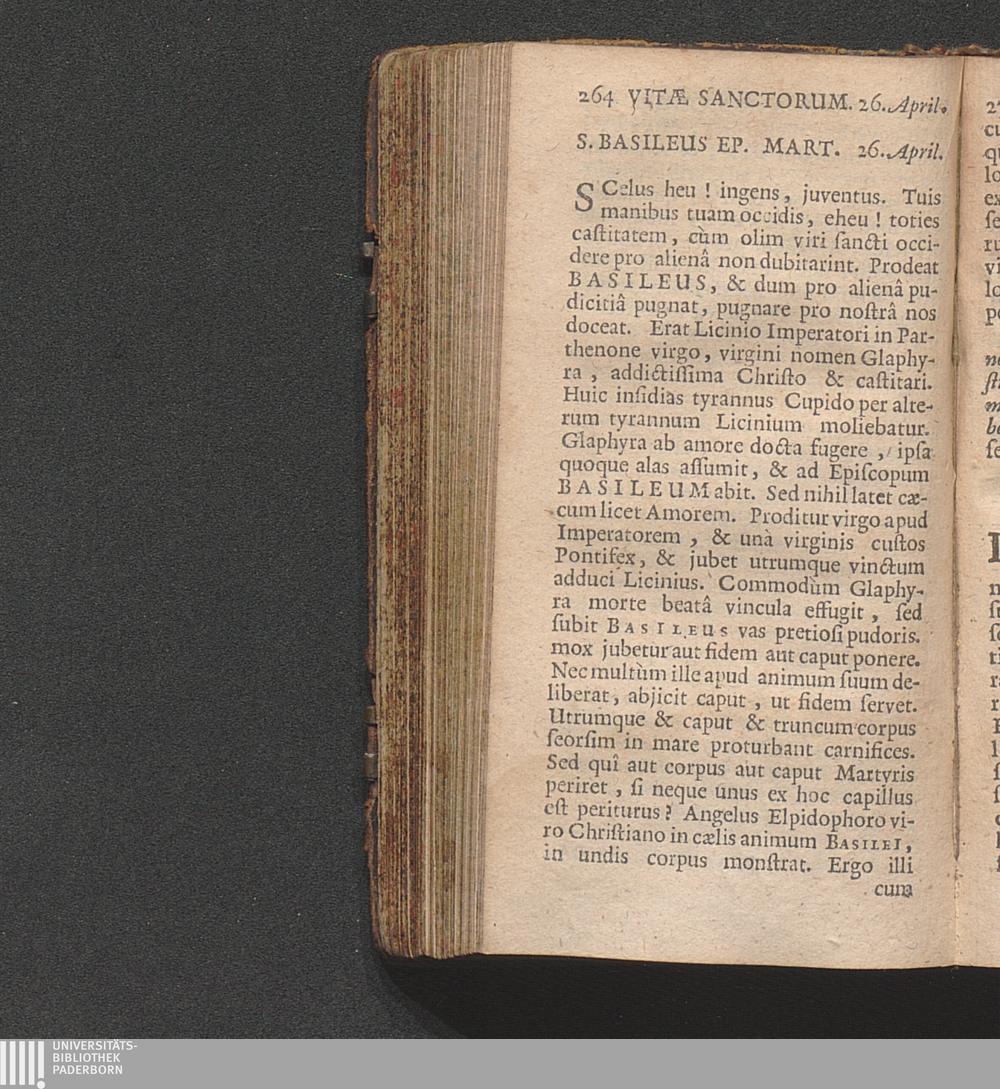 264 VITÆ SANCTORUM. 26. April.
S. BASILEUS EP. MART. 26. April.
SCelus heu ! ingens, juventus. Tuis
manibus tuam occidis, eheu ! toties
caſtitatem, cùm olim viri ſancti occi-
dere pro alienâ non dubitarint. Prodeat
BASILEUS, & dum pro alienâ pu-
dicitiâ pugnat, pugnare pro noſtrâ nos
doceat. Erat Licinio Imperatori in Par-
thenone virgo, virgini nomen Glaphy-
ra , addictiſſima Chriſto & caſtitati.
Huic inſidias tyrannus Cupido per alte-
rum tyrannum Licinium moliebatur.
Glaphyra ab amore docta fugere , ipſa
quoque alas aſſumit, & ad Epiſcopum
BASILEUM abit. Sed nihil latet cæ-
cum licet Amorem. Proditur virgo apud
Imperatorem , & unà virginis cuſtos
Pontifex, & jubet utrumque vinctum
adduci Licinius. Commodùm Glaphy-
ra morte beatâ vincula effugit , ſed
ſubit BASILEUS vas pretioſi pudoris.
mox jubetur aut fidem aut caput ponere.
Nec multùm ille apud animum ſuum de-
liberat, abjicit caput , ut fidem ſervet.
Utrumque & caput & truncum corpus
ſeorſim in mare proturbant carnifices.
Sed quî aut corpus aut caput Martyris
periret , ſi neque unus ex hoc capillus
eſt periturus? Angelus Elpidophoro vi-
ro Chriſtiano in cælis animum BASILEI,
in undis corpus monſtrat. Ergo illi
cum
UNIVERSITÄTS-
BIBLIOTHEK
PADERBORN